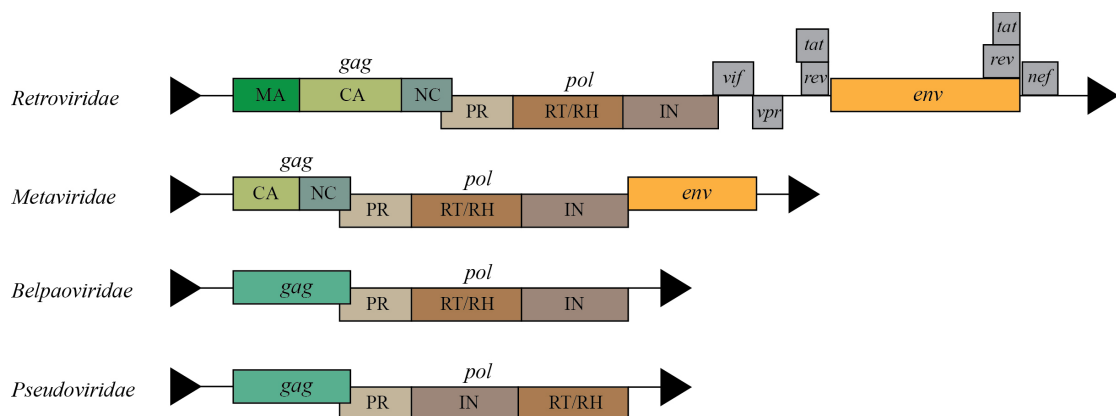 tat
gag tat rev
vif pol rev nef
Retroviridae MA CA NC env
PR RT/RH IN vpr
gag
Metaviridae CA NC pol env
PR RT/RH IN
Belpaoviridae gag pol
PR RT/RH IN
Pseudoviridae gag pol
PR IN RT/RH